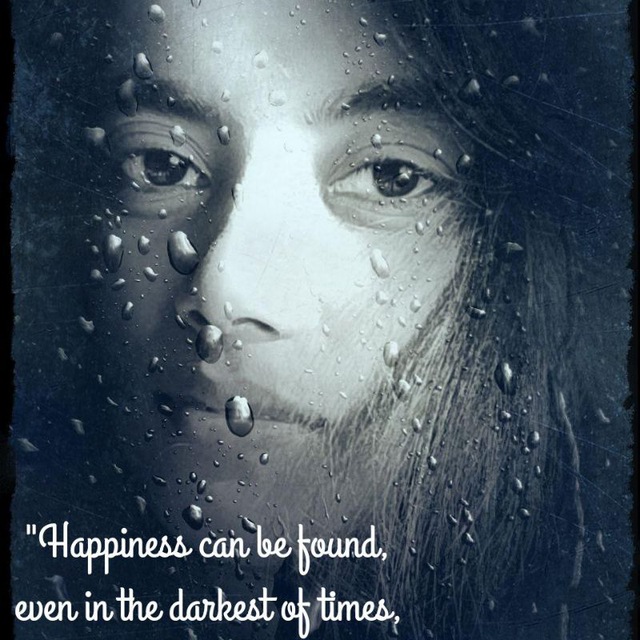 "Happiness can be found,
even in the darkest of times,